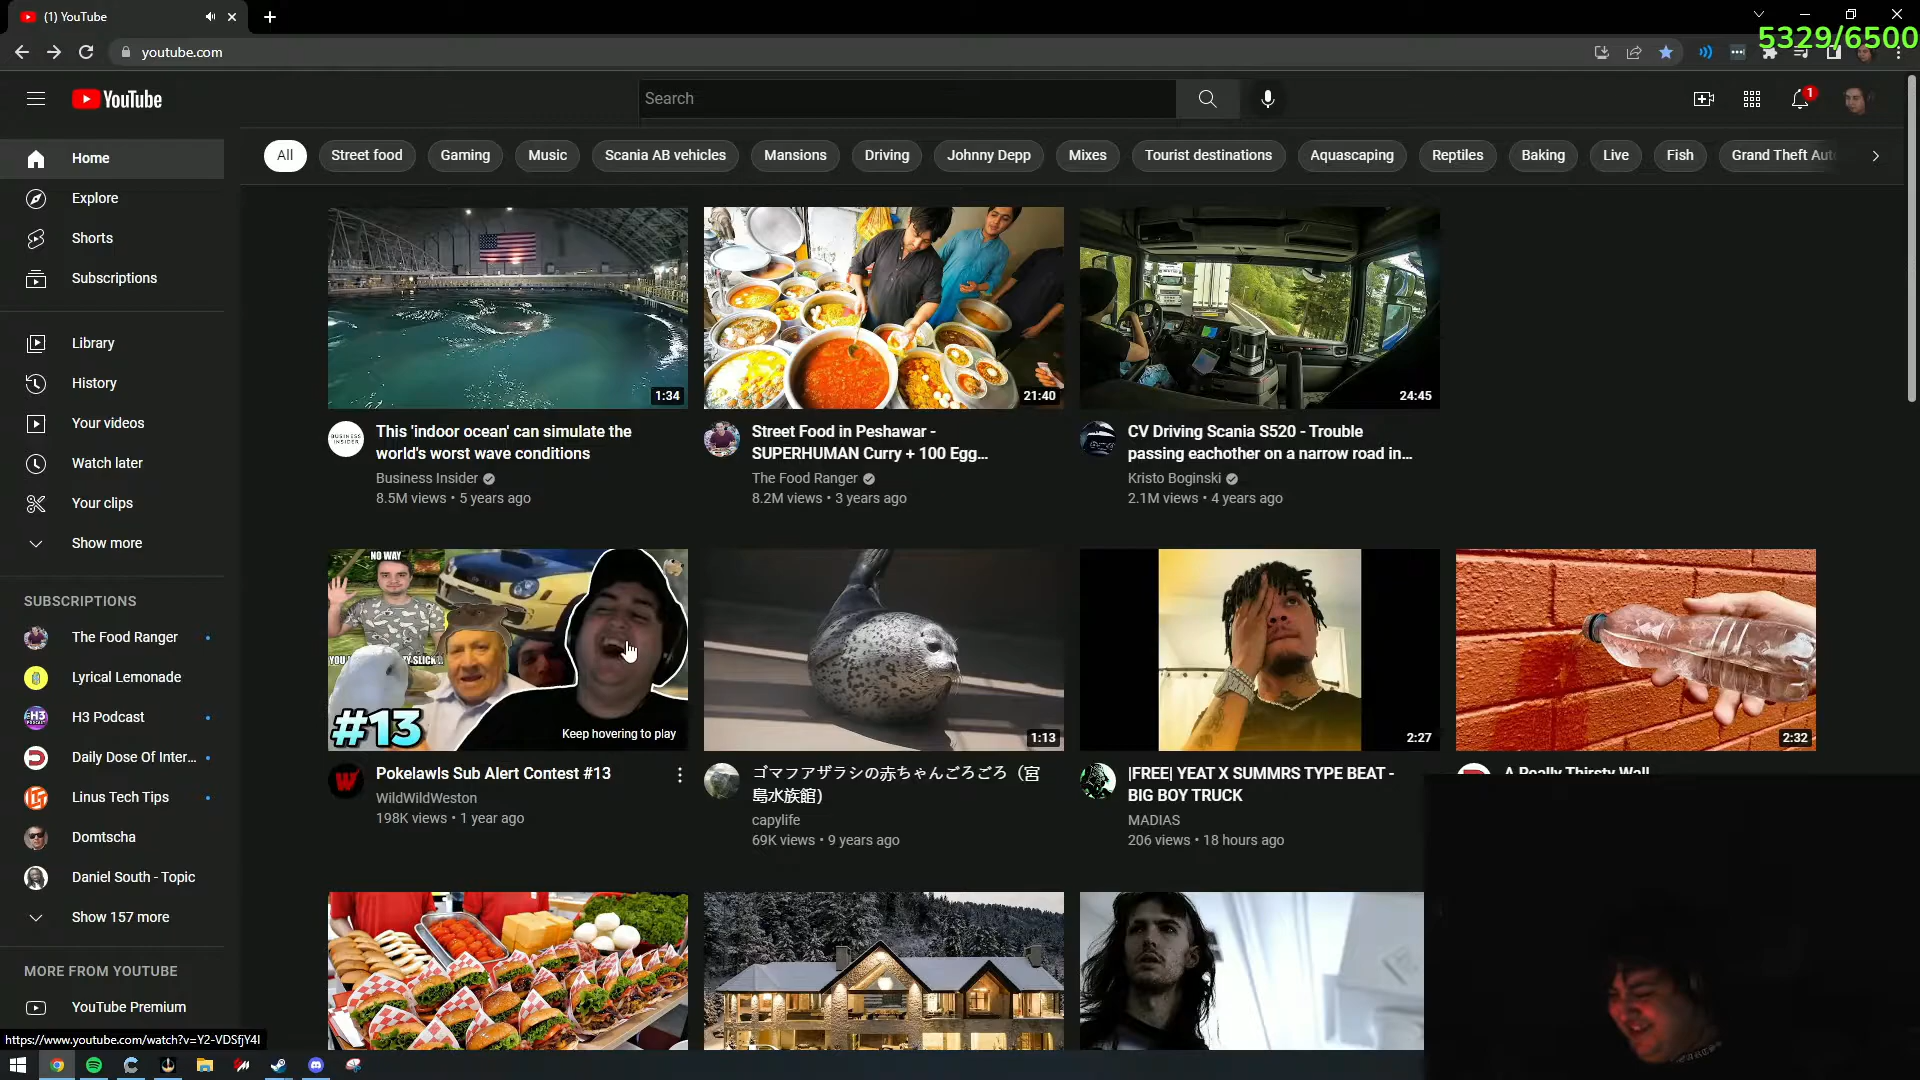 (1) YouTube
5329/6500
youtube.com
YouTube
Search
1
Home
Explore
Shorts
Subscriptions
Library
History
Your videos
Watch later
Your clips
Show more
SUBSCRIPTIONS
The Food Ranger
Lyrical Lemonade
H3 Podcast
Daily Dose Of Inter...
Linus Tech Tips
Domtscha
Daniel South - Topic
Show 157 more
MORE FROM YOUTUBE
YouTube Premium
https://www.youtube.com/watch?v=Y2-VDSfjY4I
All
Street food
Gaming
Music
Scania AB vehicles
Mansions
Driving
Johnny Depp
Mixes
Tourist destinations
Aquascaping
Reptiles
Baking
Live
Fish
Grand Theft Aut
1:34
BUSINESS
INSIDER
This 'indoor ocean' can simulate the
world's worst wave conditions
Business Insider
8.5M views • 5 years ago
21:40
Street Food in Peshawar -
SUPERHUMAN Curry + 100 Egg...
The Food Ranger
8.2M views • 3 years ago
24:45
CV Driving Scania S520 - Trouble
passing eachother on a narrow road in...
Kristo Boginski
2.1M views • 4 years ago
NO WAY
#13
Keep hovering to play
Pokelawls Sub Alert Contest #13
WildWildWeston
198K views • 1 year ago
1:13
ゴマフアザラシの赤ちゃんごろごろ（宮
島水族館）
capylife
69K views • 9 years ago
2:27
|FREE| YEAT X SUMMRS TYPE BEAT -
BIG BOY TRUCK
MADIAS
206 views • 18 hours ago
2:32
A Really Thirsty Wall